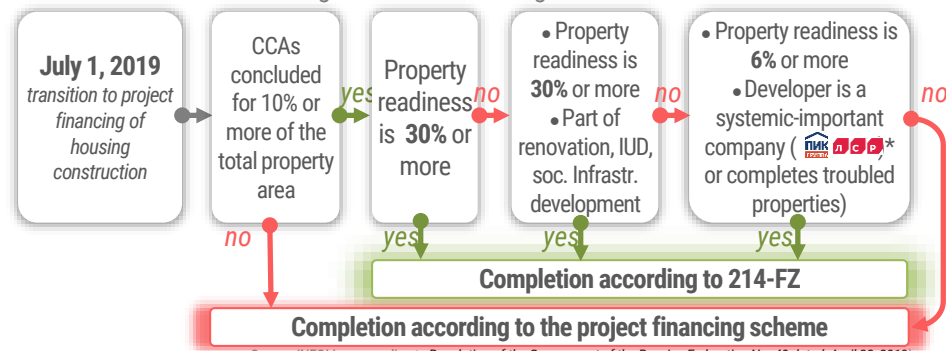 July 1, 2019
transition to project
financing of
housing
construction
CCAs
concluded
for 10% or
more of the
total property
area
yes
no
Property
readiness
is 30% or
more
no
yes
• Property
readiness is
30% or more
• Part of
renovation, IUD,
soc. Infrastr.
development
no
yes
• Property readiness is
6% or more
• Developer is a
systemic-important
company ( ПИК ЛСР)*
or completes troubled
properties)
no
yes
Completion according to 214-FZ
Completion according to the project financing scheme